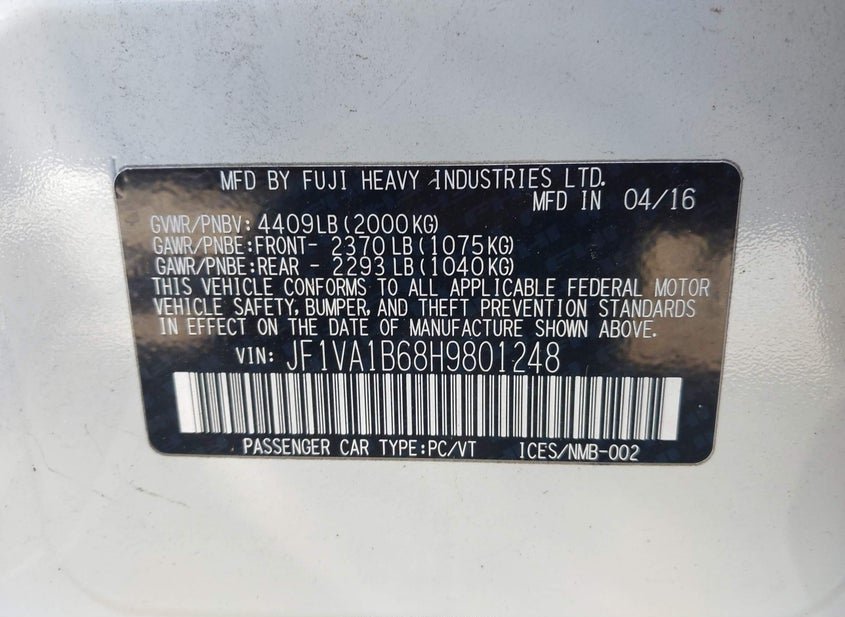 MFD BY FUJI HEAVY INDUSTRIES LTD.
MFD IN 04/16
GVWR/PNBV: 4409LB(2000KG)
GAWR/PNBE:FRONT- 2370LB(1075KG)
GAWR/PNBE:REAR - 2293LB(1040KG)
THIS VEHICLE CONFORMS TO ALL APPLICABLE FEDERAL MOTOR
VEHICLE SAFETY, BUMPER, AND THEFT PREVENTION STANDARDS
IN EFFECT ON THE DATE OF MANUFACTURE SHOWN ABOVE.
VIN: JF1VA1B68H9801248
PASSENGER CAR TYPE:PC/VT ICES/NMB-002